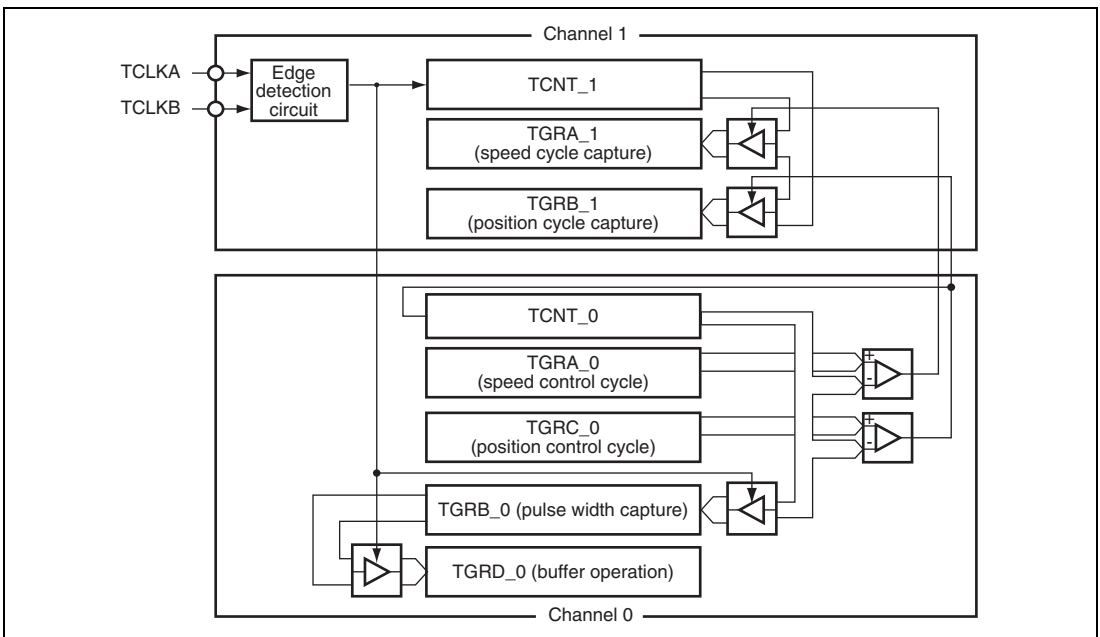 Channel 1
TCLKA
TCLKB
Edge
detection
circuit
TCNT_1
TGRA_1
(speed cycle capture)
TGRB_1
(position cycle capture)
TCNT_0
TGRA_0
(speed control cycle)
+
-
TGRC_0
(position control cycle)
+
-
TGRB_0 (pulse width capture)
TGRD_0 (buffer operation)
Channel 0